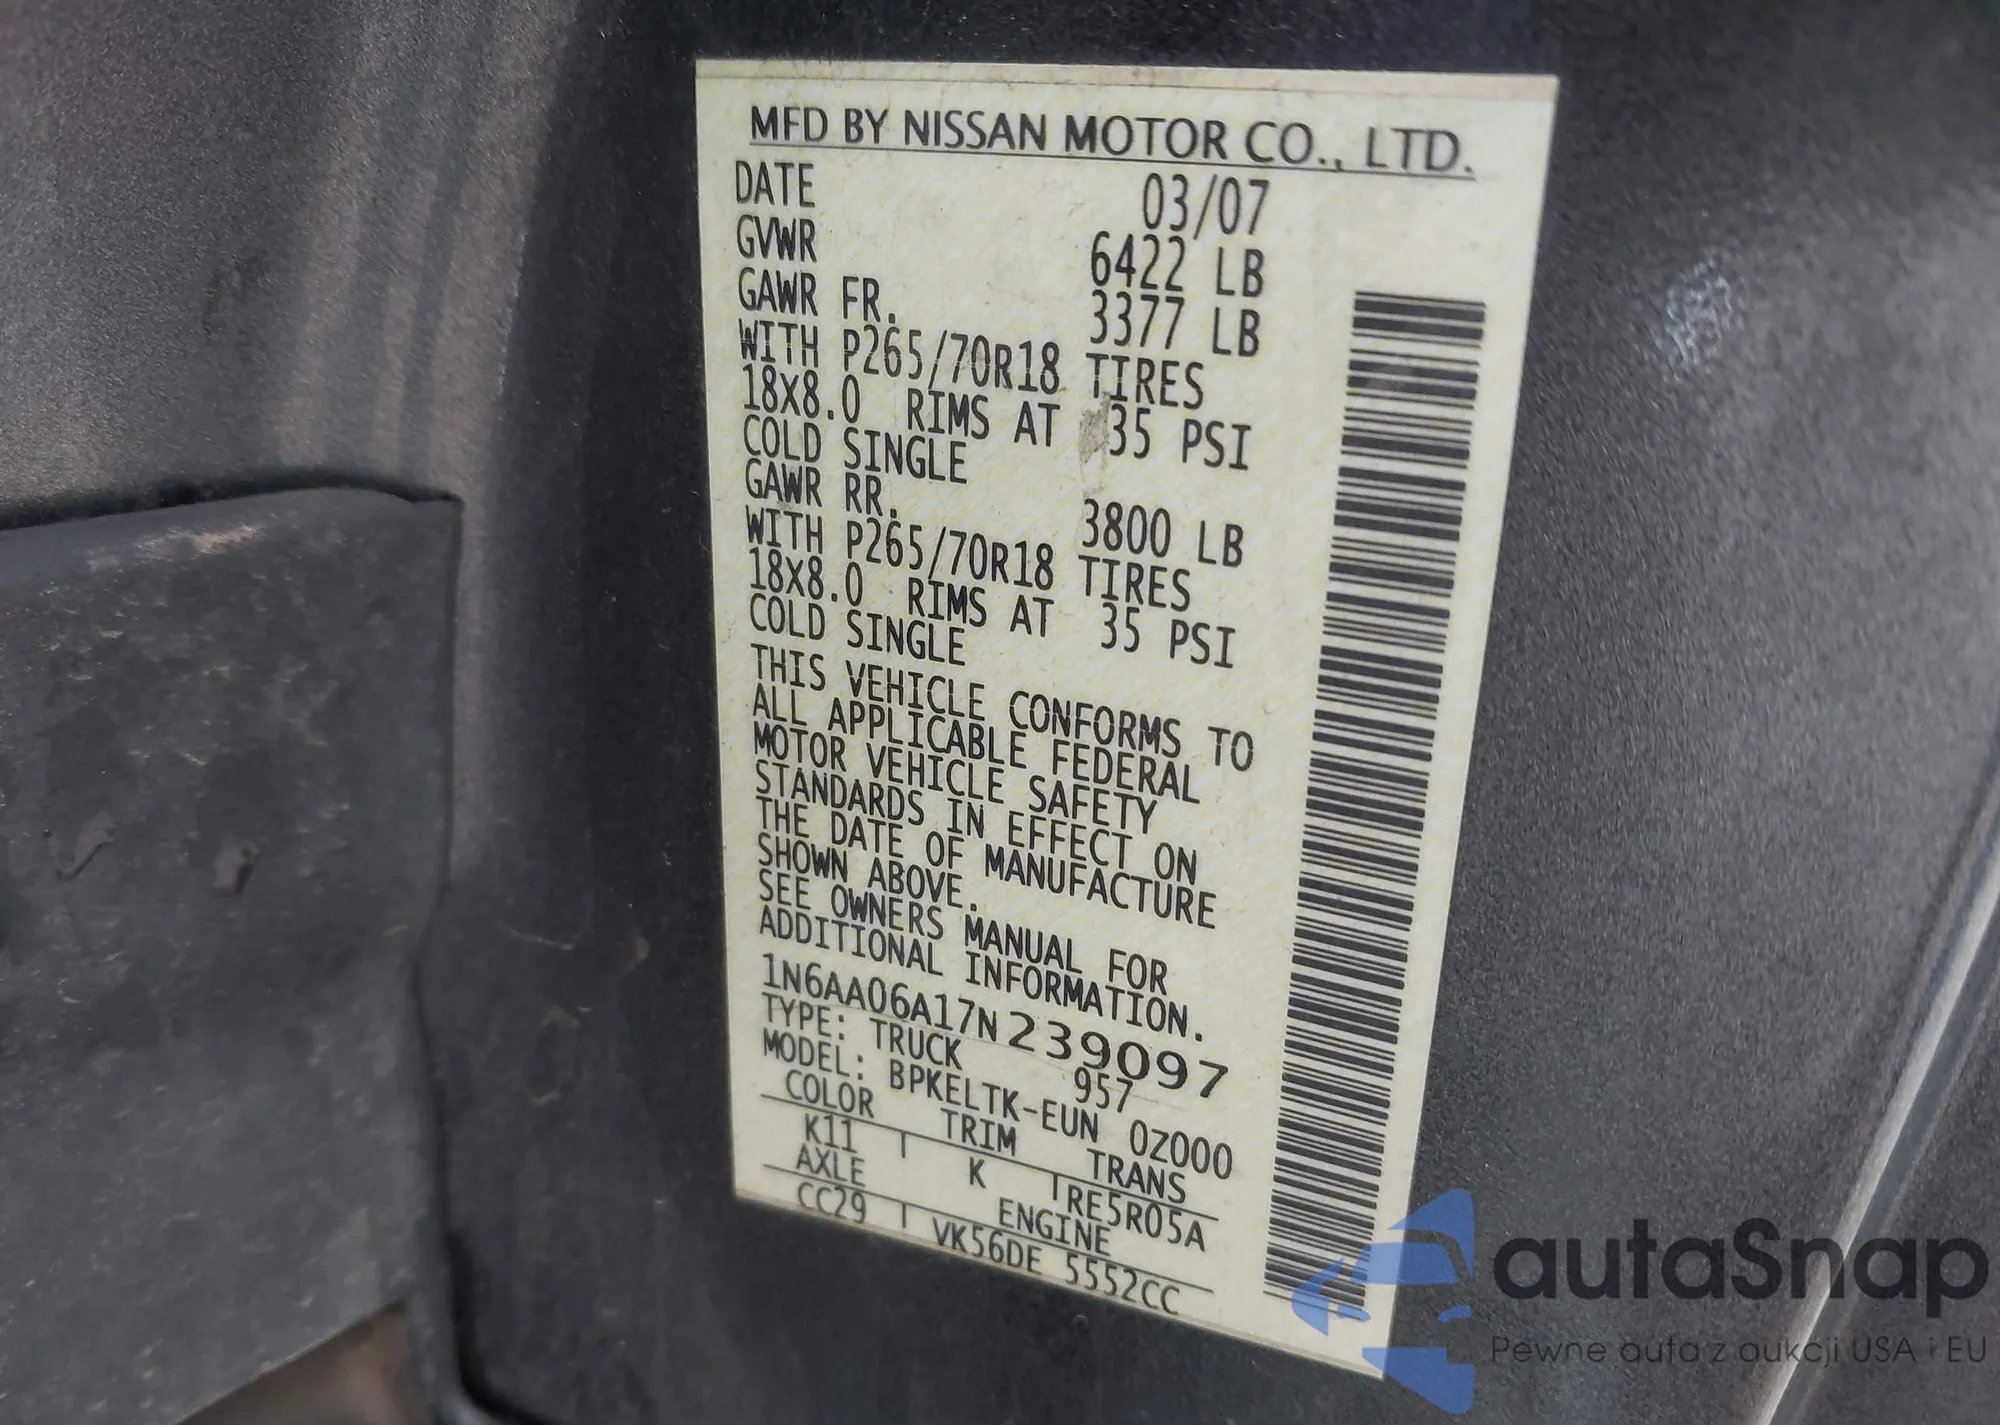 MFD BY NISSAN MOTOR CO., LTD.
DATE 03/07
GVWR 6422 LB
GAWR FR. 3377 LB
WITH P265/70R18 TIRES
18X8.0 RIMS AT 35 PSI
COLD SINGLE
GAWR RR. 3800 LB
WITH P265/70R18 TIRES
18X8.0 RIMS AT 35 PSI
COLD SINGLE
THIS VEHICLE CONFORMS TO
ALL APPLICABLE FEDERAL
MOTOR VEHICLE SAFETY
STANDARDS IN EFFECT ON
THE DATE OF MANUFACTURE
SHOWN ABOVE.
SEE OWNERS MANUAL FOR
ADDITIONAL INFORMATION.
1N6AA06A17N239097
TYPE: TRUCK 957
MODEL: BPKELTK-EUN 0Z000
COLOR TRIM TRANS
K11 K RE5R05A
AXLE ENGINE
CC29 VK56DE 5552CC
autaSnap
Pewne auta z aukcji USA i EU